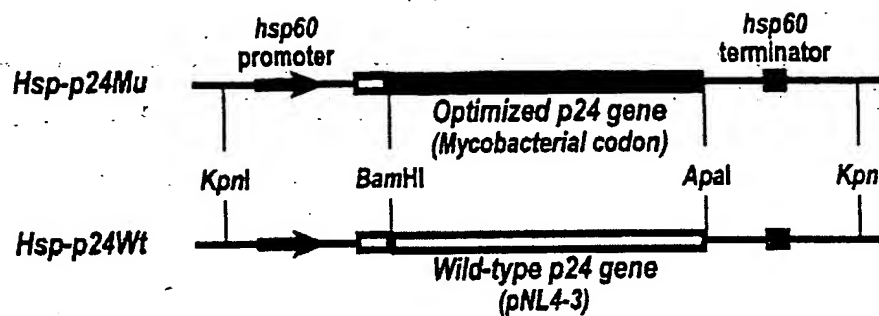 hsp60
promoter
hsp60
terminator
Hsp-p24Mu
Optimized p24 gene
(Mycobacterial codon)
KpnI
BamHI
ApaI
Kpn
Hsp-p24Wt
Wild-type p24 gene
(pNL4-3)